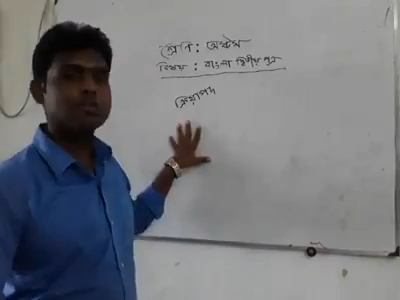 শ্রেণি : অষ্টম
বিষয় : বাংলা দ্বিতীয় পত্র
ক্রিয়াপদ